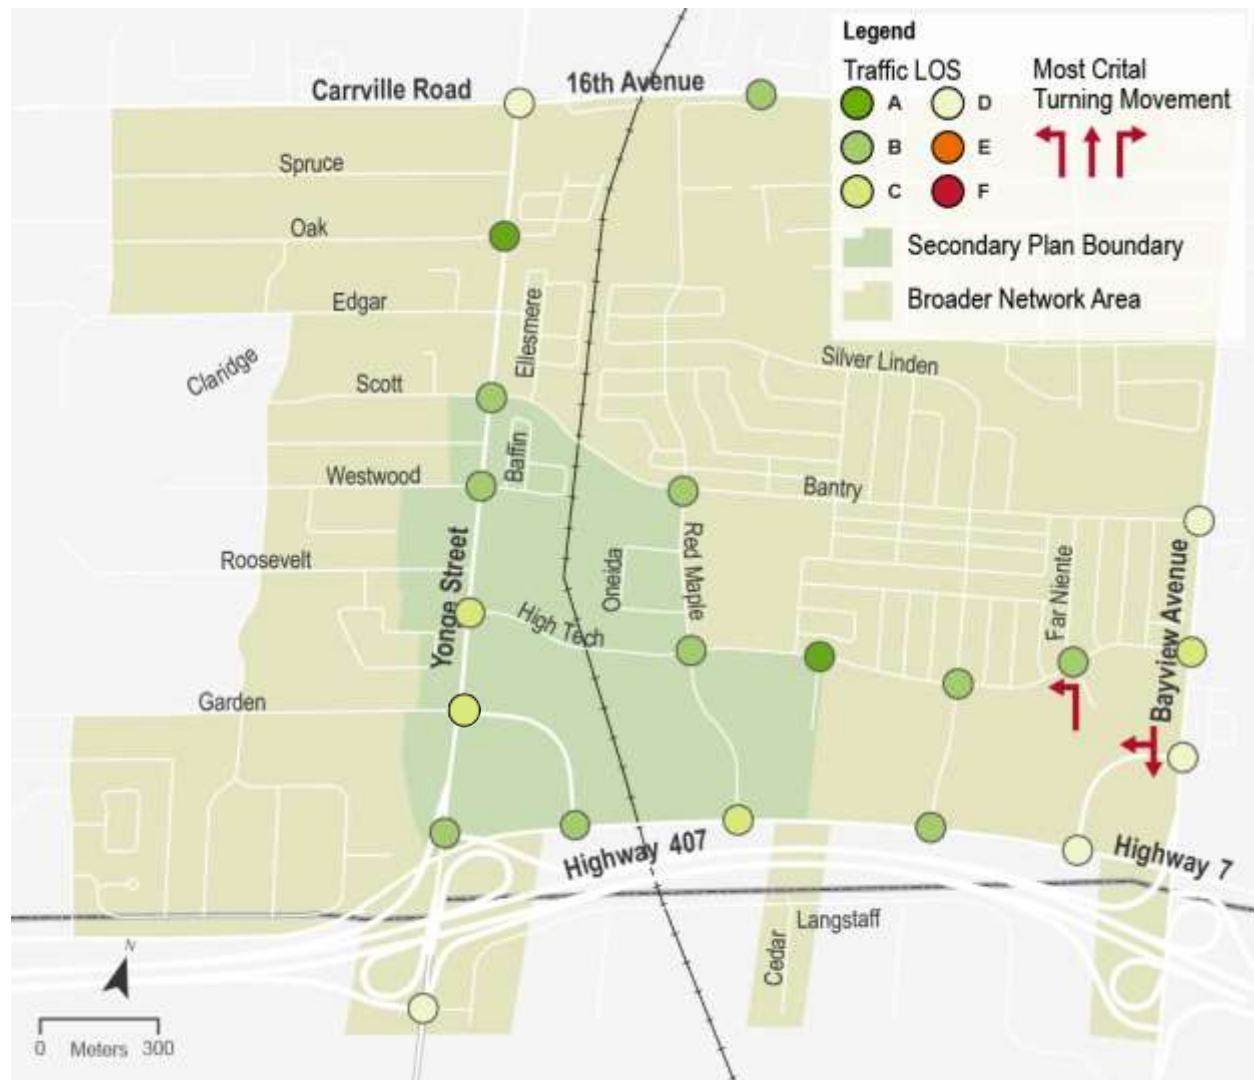 Legend
Traffic LOS
A
B
C
D
E
F
Most Crital
Turning Movement
Secondary Plan Boundary
Broader Network Area
Carrville Road
16th Avenue
Spruce
Oak
Edgar
Ellesmere
Claridge
Scott
Silver Linden
Baffin
Westwood
Bantry
Roosevelt
Yonge Street
Oneida
Red Maple
Far Niente
Bayview Avenue
High Tech
Garden
Highway 407
Highway 7
Langstaff
Cedar
N
0 Meters 300